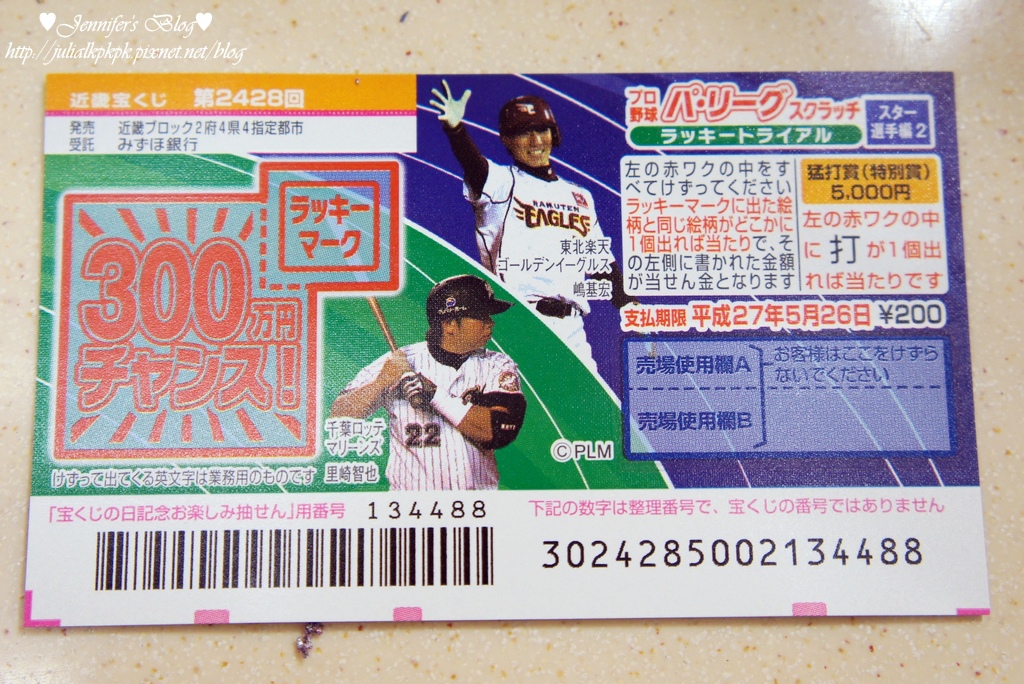 ♥Jennifer's Blog♥
http://julialkpkpk.pixnet.net/blog
近畿宝くじ 第2428回
発売 近畿ブロック2府4県4指定都市
受託 みずほ銀行
ラッキー
マーク
300万円
チャンス!
けずって出てくる英文字は業務用のものです
RAKUTEN
EAGLES
東北楽天
ゴールデンイーグルス
嶋基宏
22
千葉ロッテ
マリーンズ
里崎智也
©PLM
プロ野球 パ・リーグ スクラッチ
ラッキートライアル
スター
選手編2
左の赤ワクの中をす
べてけずってください
ラッキーマークに出た絵
柄と同じ絵柄がどこかに
1個出れば当たりで、そ
の左側に書かれた金額
が当せん金となります
猛打賞(特別賞)
5,000円
左の赤ワクの中
に 打 が1個出
れば当たりです
支払期限 平成27年5月26日 ¥200
売場使用欄A
売場使用欄B
お客様はここをけずら
ないでください
「宝くじの日記念お楽しみ抽せん」用番号 134488
下記の数字は整理番号で、宝くじの番号ではありません
30242850021344­88